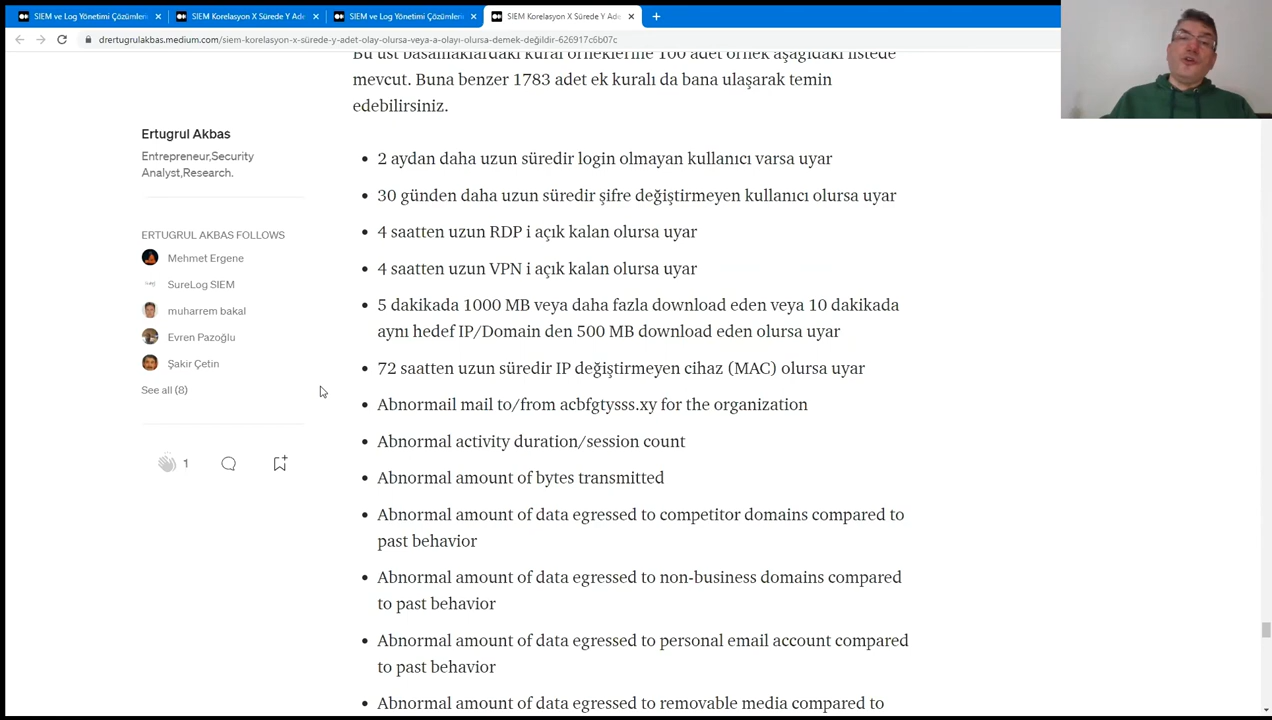 SIEM ve Log Yönetimi Çözümleri
SIEM Korelasyon X Sürede Y Ade
SIEM ve Log Yönetimi Çözümleri
SIEM Korelasyon X Sürede Y Ade
drertugrulakbas.medium.com/siem-korelasyon-x-sürede-y-adet-olay-olursa-veya-a-olayı-olursa-demek-değildir-626917c6b07c
Bu üst basamaklardaki kural örneklerine 100 adet örnek aşağıdaki listede
mevcut. Buna benzer 1783 adet ek kuralı da bana ulaşarak temin
edebilirsiniz.
Ertugrul Akbas
Entrepreneur,Security
Analyst,Research.
ERTUGRUL AKBAS FOLLOWS
Mehmet Ergene
SureLog SIEM
muharrem bakal
Evren Pazoğlu
Şakir Çetin
See all (8)
1
• 2 aydan daha uzun süredir login olmayan kullanıcı varsa uyar
• 30 günden daha uzun süredir şifre değiştirmeyen kullanıcı olursa uyar
• 4 saatten uzun RDP i açık kalan olursa uyar
• 4 saatten uzun VPN i açık kalan olursa uyar
• 5 dakikada 1000 MB veya daha fazla download eden veya 10 dakikada
aynı hedef IP/Domain den 500 MB download eden olursa uyar
• 72 saatten uzun süredir IP değiştirmeyen cihaz (MAC) olursa uyar
• Abnormail mail to/from acbfgtysss.xy for the organization
• Abnormal activity duration/session count
• Abnormal amount of bytes transmitted
• Abnormal amount of data egressed to competitor domains compared to
past behavior
• Abnormal amount of data egressed to non-business domains compared
to past behavior
• Abnormal amount of data egressed to personal email account compared
to past behavior
• Abnormal amount of data egressed to removable media compared to